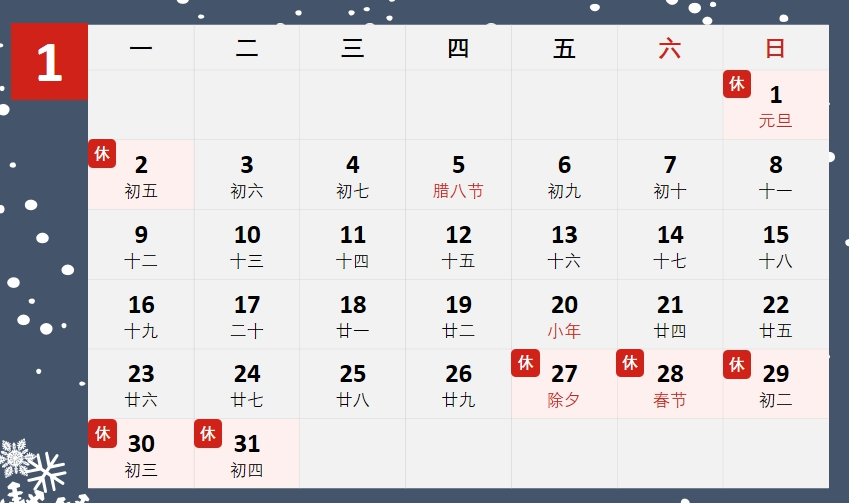 1
一 二 三 四 五 六 日
休 1
元旦
休 2 3 4 5 6 7 8
初五 初六 初七 腊八节 初九 初十 十一
9 10 11 12 13 14 15
十二 十三 十四 十五 十六 十七 十八
16 17 18 19 20 21 22
十九 二十 廿一 廿二 小年 廿四 廿五
23 24 25 26 休 27 休 28 休 29
廿六 廿七 廿八 廿九 除夕 春节 初二
休 30 休 31
初三 初四